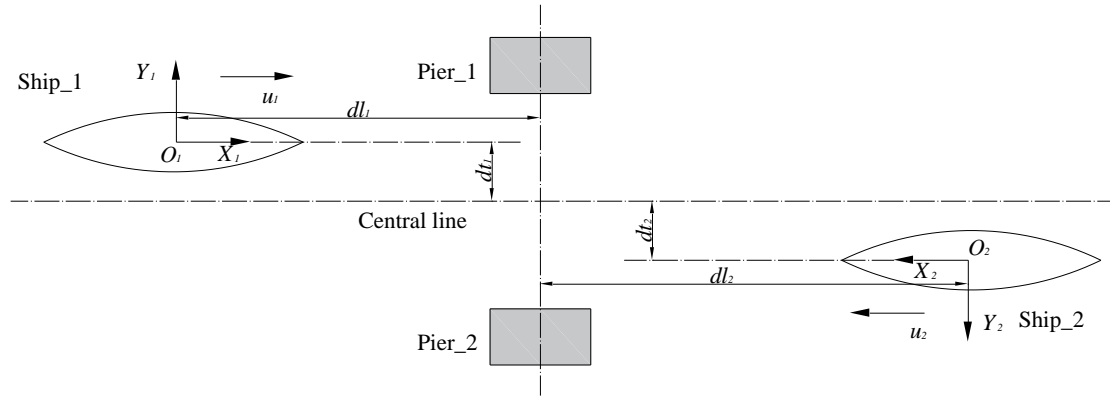 Ship_1
Y1
u1
O1
X1
dl1
dt1
Pier_1
Central line
dt2
dl2
Pier_2
O2
X2
u2
Y2
Ship_2